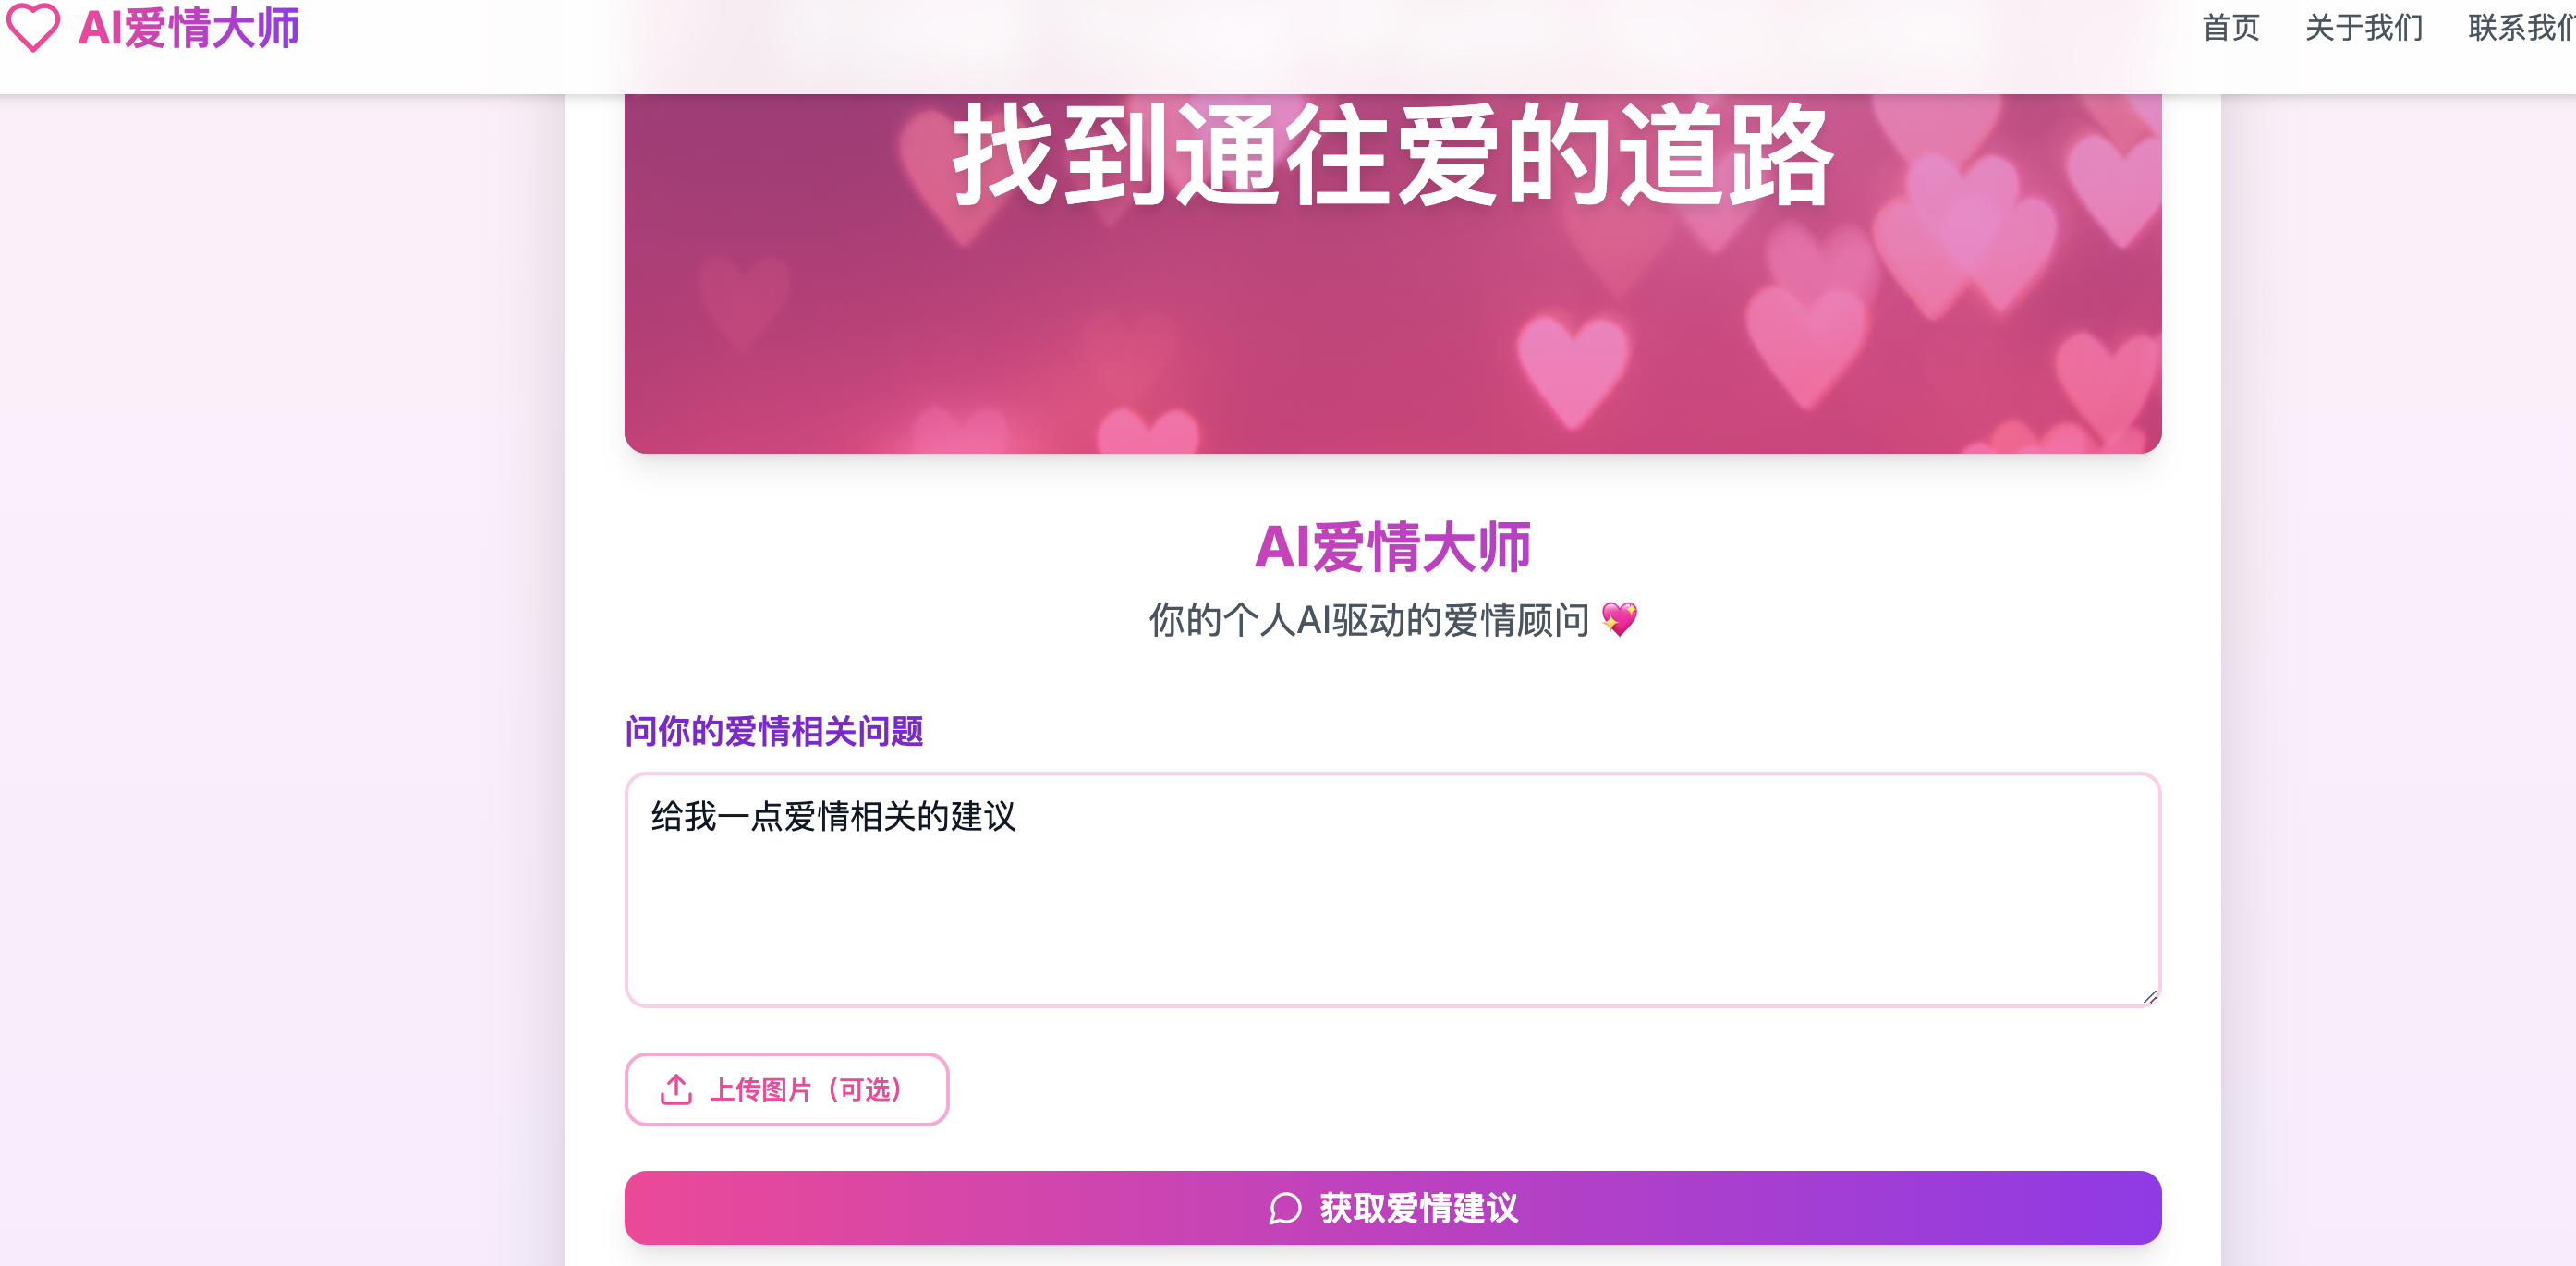 AI爱情大师
首页 关于我们 联系我们
找到通往爱的道路
AI爱情大师
你的个人AI驱动的爱情顾问 💖
问你的爱情相关问题
给我一点爱情相关的建议
上传图片（可选）
获取爱情建议